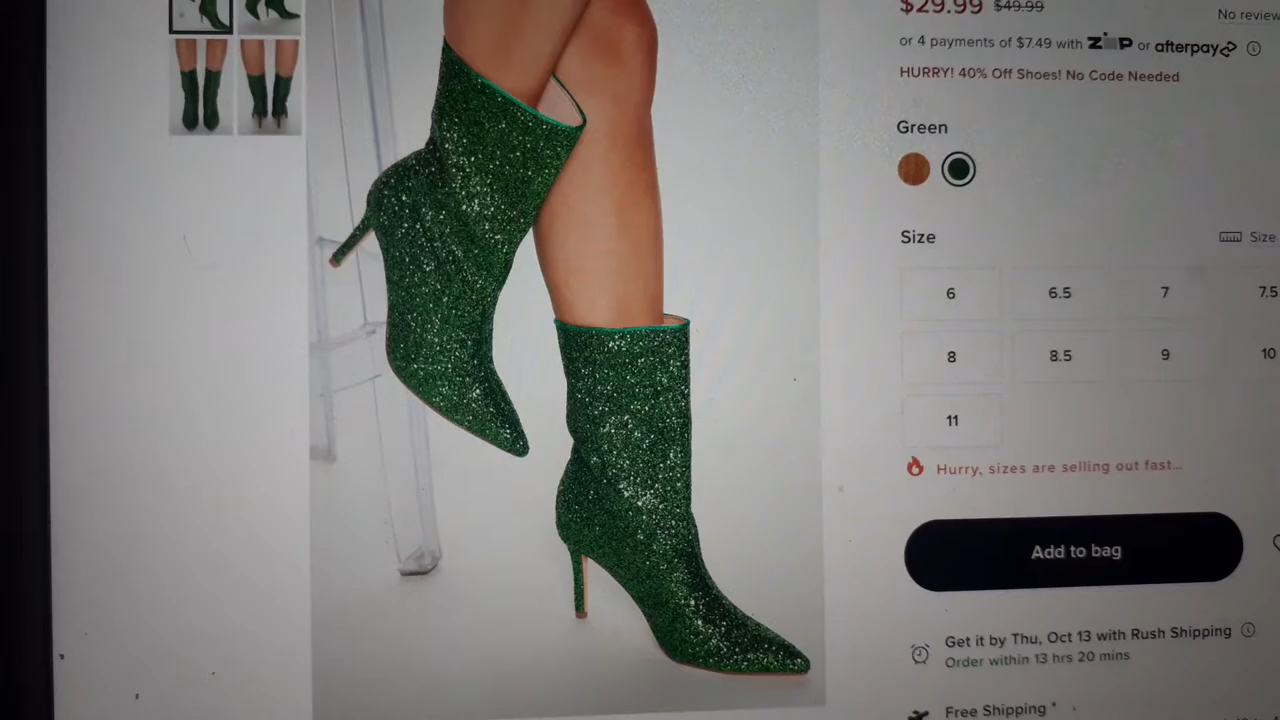 $29.99 $49.99
No review
or 4 payments of $7.49 with ZIP or afterpay
HURRY! 40% Off Shoes! No Code Needed
Green
Size
Size
6 6.5 7 7.5
8 8.5 9 10
11
Hurry, sizes are selling out fast...
Add to bag
Get it by Thu, Oct 13 with Rush Shipping
Order within 13 hrs 20 mins
Free Shipping *